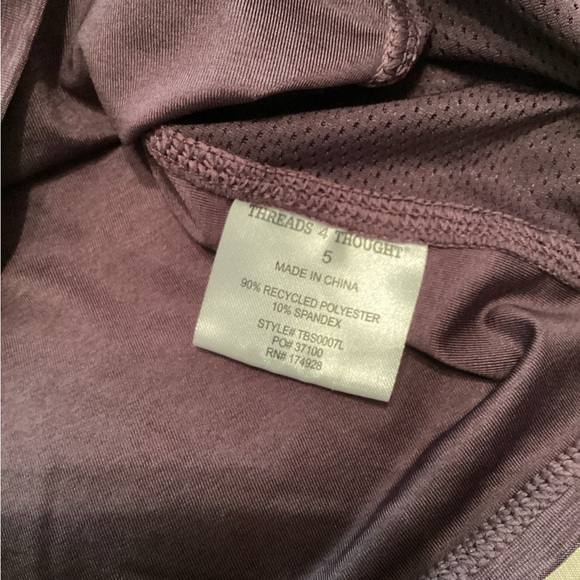 THREADS 4 THOUGHT
5
MADE IN CHINA
90% RECYCLED POLYESTER
10% SPANDEX
STYLE# TBS0007L
PO# 37100
RN# 174928